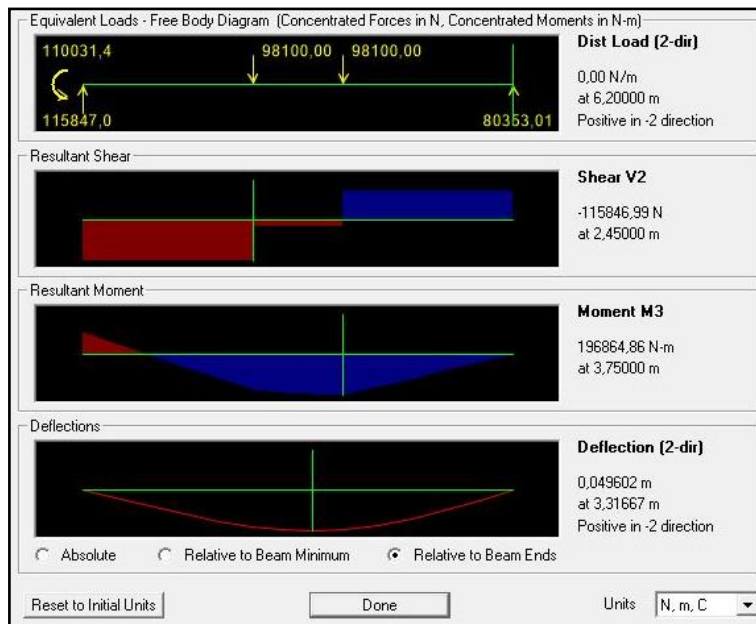 Equivalent Loads - Free Body Diagram (Concentrated Forces in N, Concentrated Moments in N-m)
110031,4 98100,00 98100,00
115847,0 80353,01
Dist Load (2-dir)
0,00 N/m
at 6,20000 m
Positive in -2 direction
Resultant Shear
Shear V2
-115846,99 N
at 2,45000 m
Resultant Moment
Moment M3
196864,86 N-m
at 3,75000 m
Deflections
Deflection (2-dir)
0,049602 m
at 3,31667 m
Positive in -2 direction
Absolute Relative to Beam Minimum Relative to Beam Ends
Reset to Initial Units Done Units N, m, C